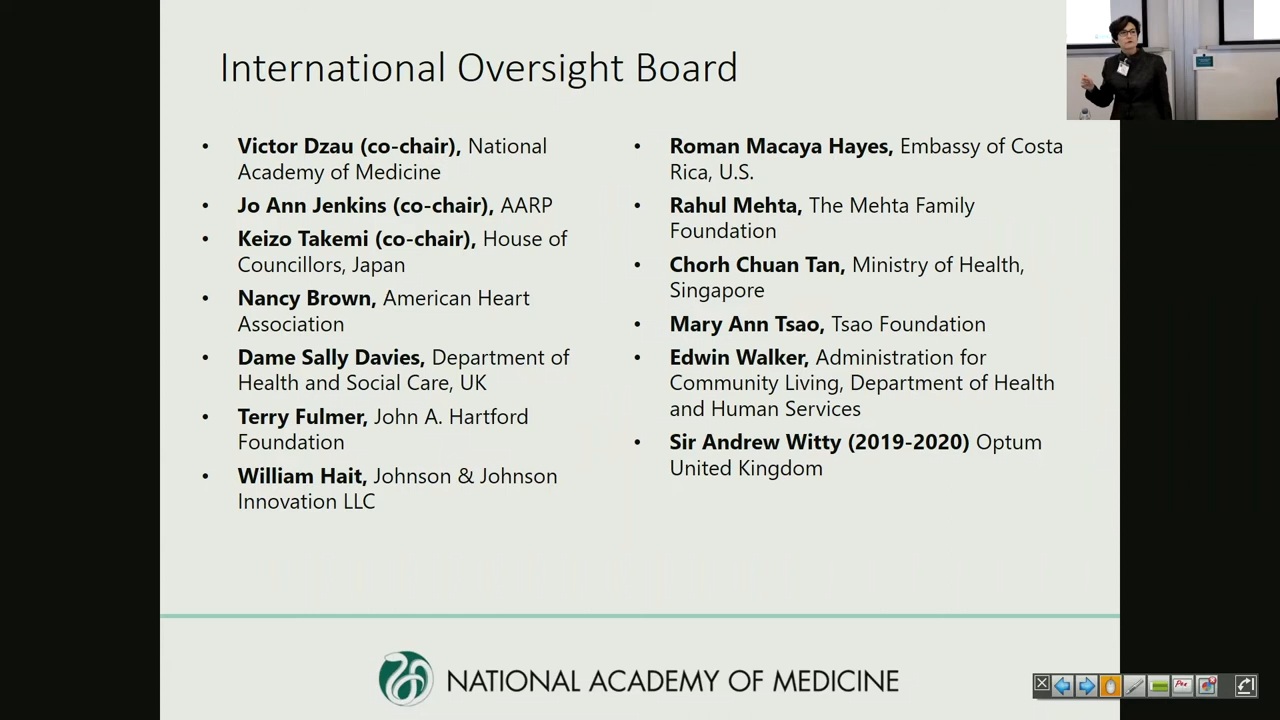 International Oversight Board
• Victor Dzau (co-chair), National
Academy of Medicine
• Jo Ann Jenkins (co-chair), AARP
• Keizo Takemi (co-chair), House of
Councillors, Japan
• Nancy Brown, American Heart
Association
• Dame Sally Davies, Department of
Health and Social Care, UK
• Terry Fulmer, John A. Hartford
Foundation
• William Hait, Johnson & Johnson
Innovation LLC
• Roman Macaya Hayes, Embassy of Costa
Rica, U.S.
• Rahul Mehta, The Mehta Family
Foundation
• Chorh Chuan Tan, Ministry of Health,
Singapore
• Mary Ann Tsao, Tsao Foundation
• Edwin Walker, Administration for
Community Living, Department of Health
and Human Services
• Sir Andrew Witty (2019-2020) Optum
United Kingdom
NATIONAL ACADEMY OF MEDICINE